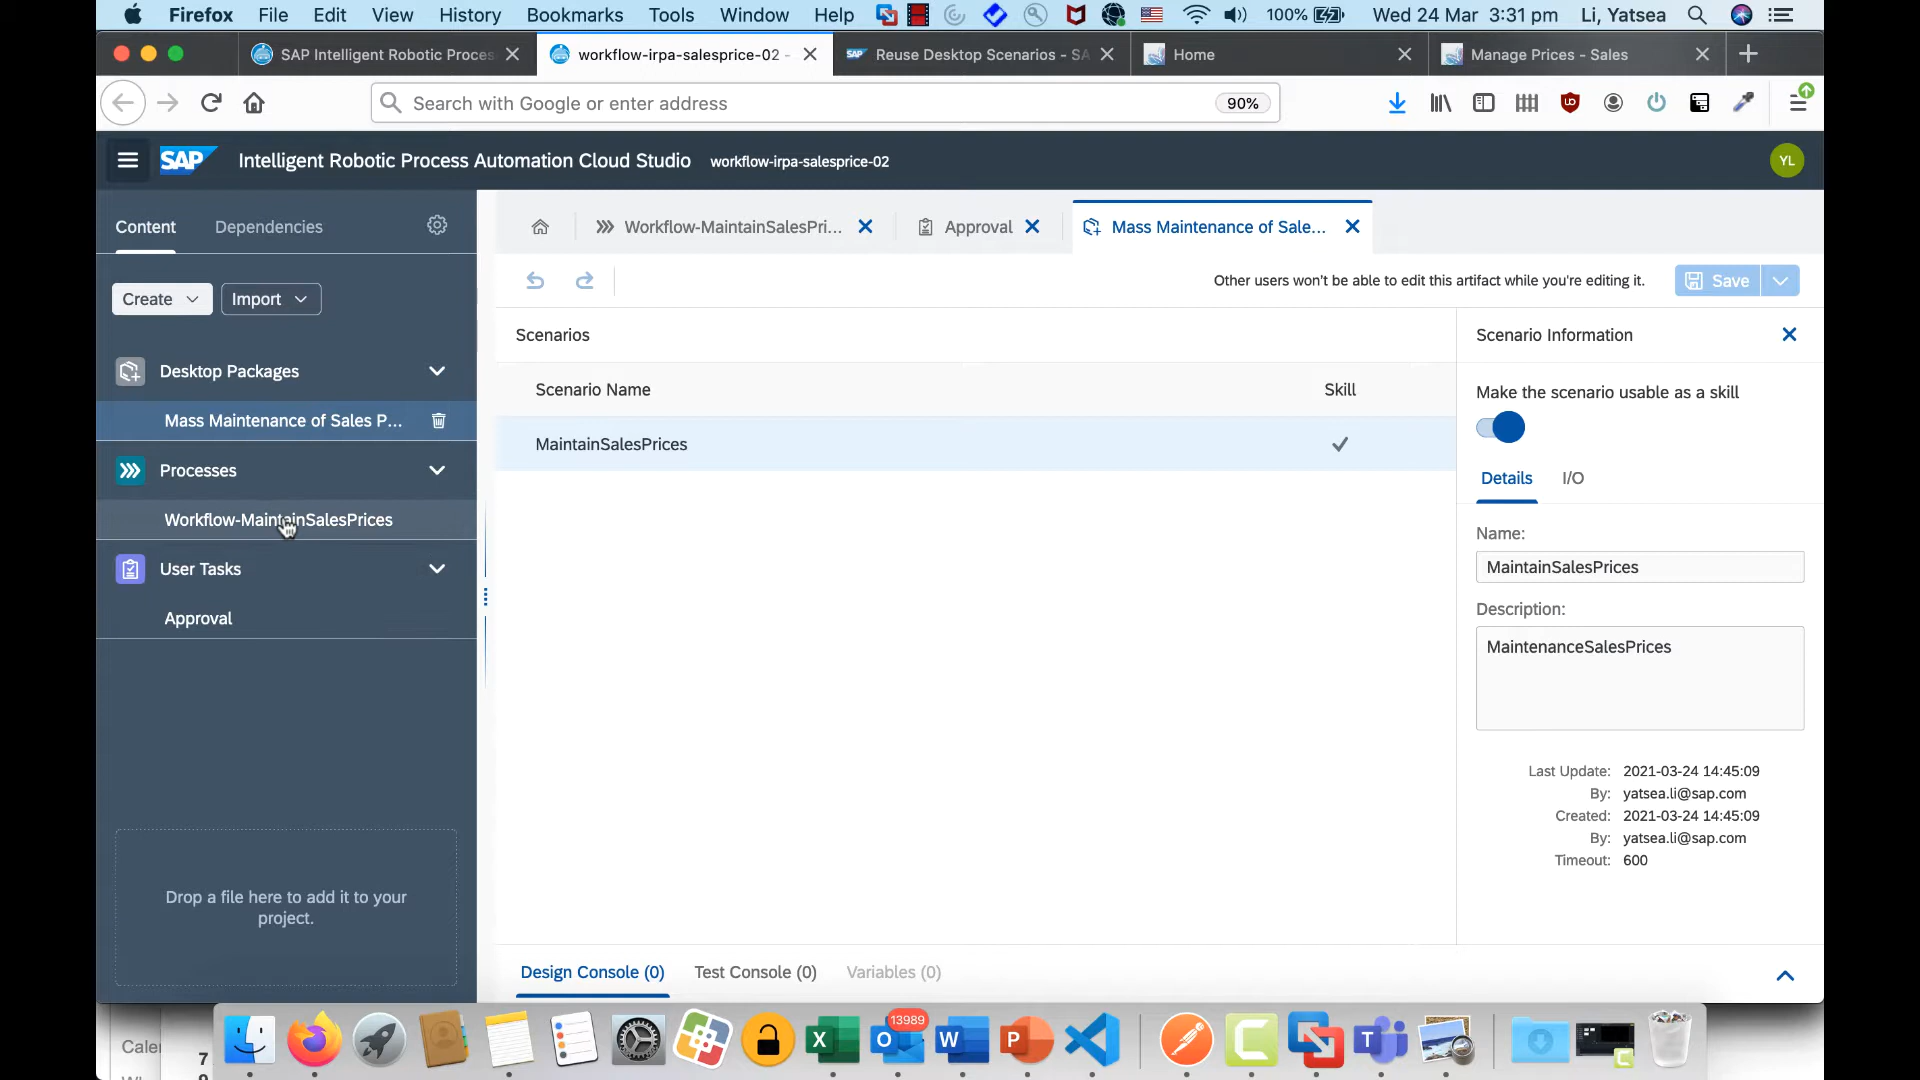 Firefox File Edit View History Bookmarks Tools Window Help 100% Wed 24 Mar 3:31 pm Li, Yatsea
SAP Intelligent Robotic Proces workflow-irpa-salesprice-02 - SAP Reuse Desktop Scenarios - SA Home Manage Prices - Sales
Search with Google or enter address 90%
SAP Intelligent Robotic Process Automation Cloud Studio workflow-irpa-salesprice-02 YL
Content Dependencies
Workflow-MaintainSalesPri... Approval Mass Maintenance of Sale...
Create Import
Other users won't be able to edit this artifact while you're editing it. Save
Desktop Packages
Mass Maintenance of Sales P...
Processes
Workflow-MaintainSalesPrices
User Tasks
Approval
Drop a file here to add it to your
project.
Scenarios
Scenario Name Skill
MaintainSalesPrices
Scenario Information
Make the scenario usable as a skill
Details I/O
Name:
MaintainSalesPrices
Description:
MaintenanceSalesPrices
Last Update: 2021-03-24 14:45:09
By: yatsea.li@sap.com
Created: 2021-03-24 14:45:09
By: yatsea.li@sap.com
Timeout: 600
Design Console (0) Test Console (0) Variables (0)
13989
Caler 7